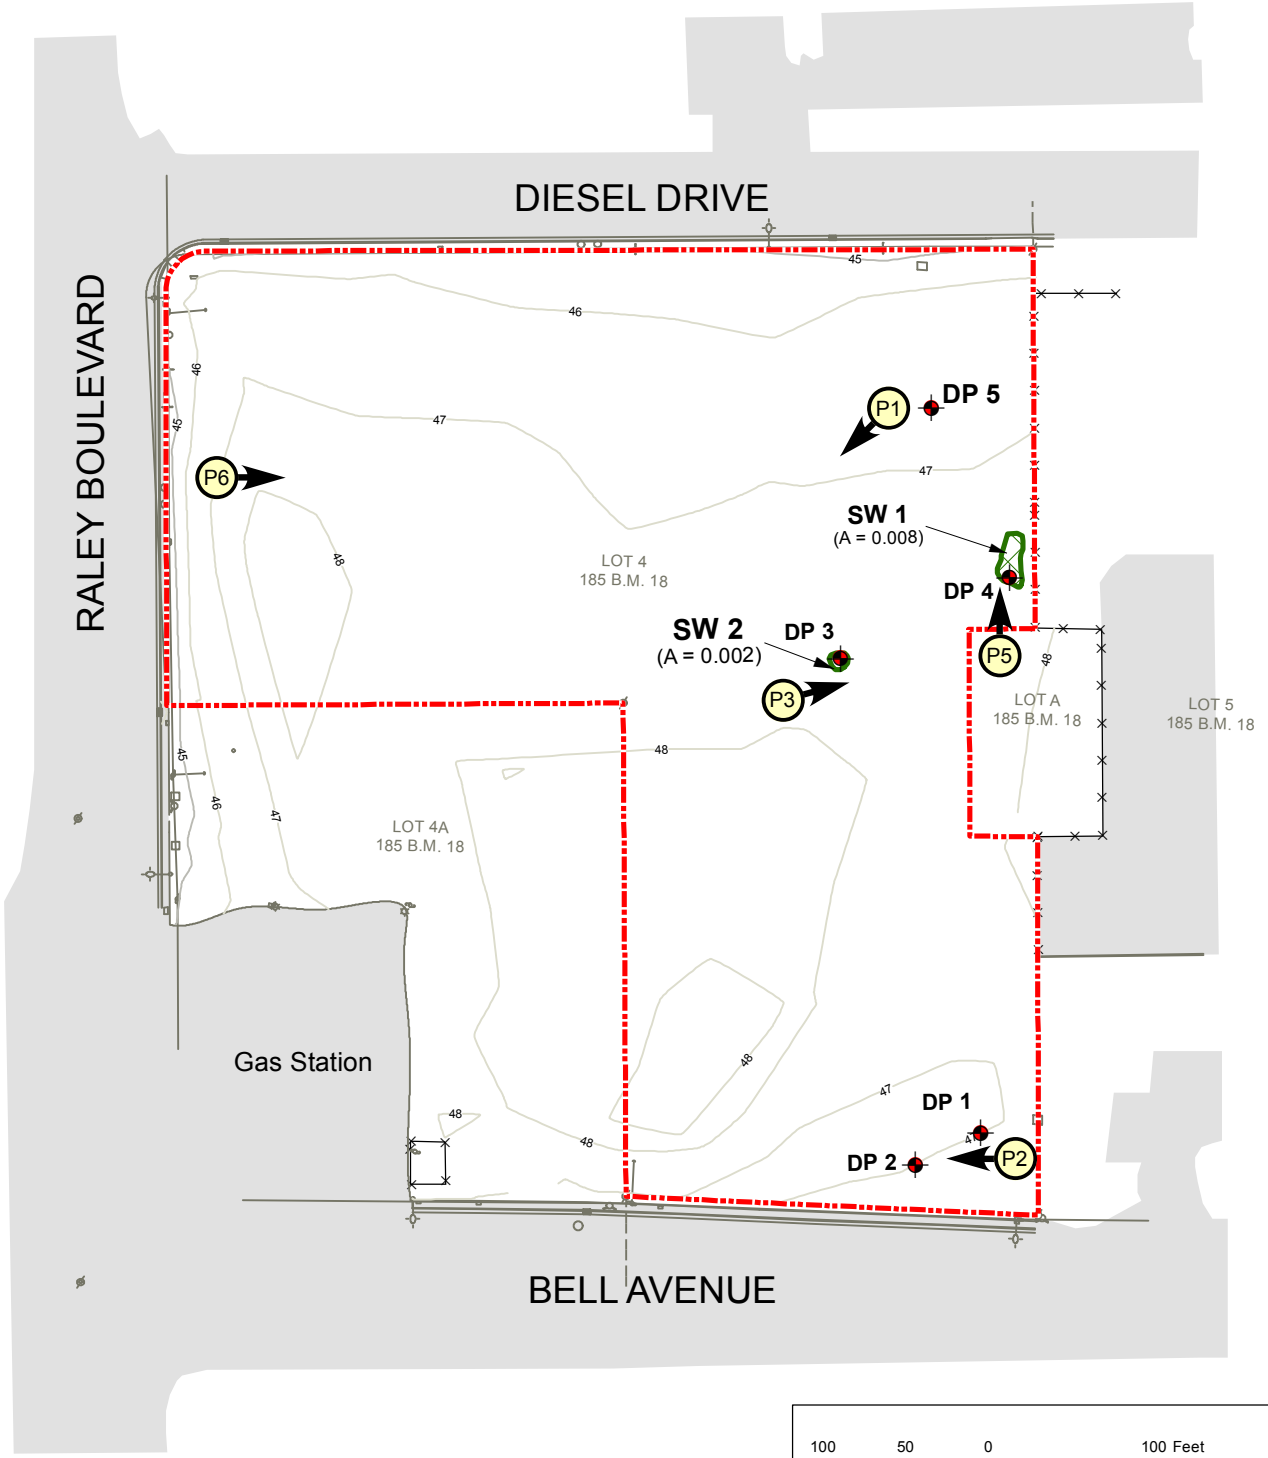 DIESEL DRIVE
45
RALEY BOULEVARD
46
46
45
47
P1
DP 5
P6
47
SW 1
(A = 0.008)
48
LOT 4
185 B.M. 18
DP 4
SW 2
(A = 0.002)
DP 3
P5
48
P3
LOT A
185 B.M. 18
LOT 5
185 B.M. 18
45
48
46
47
LOT 4A
185 B.M. 18
Gas Station
48
47
48
48
DP 1
47
DP 2
P2
BELL AVENUE
100 50 0 100 Feet